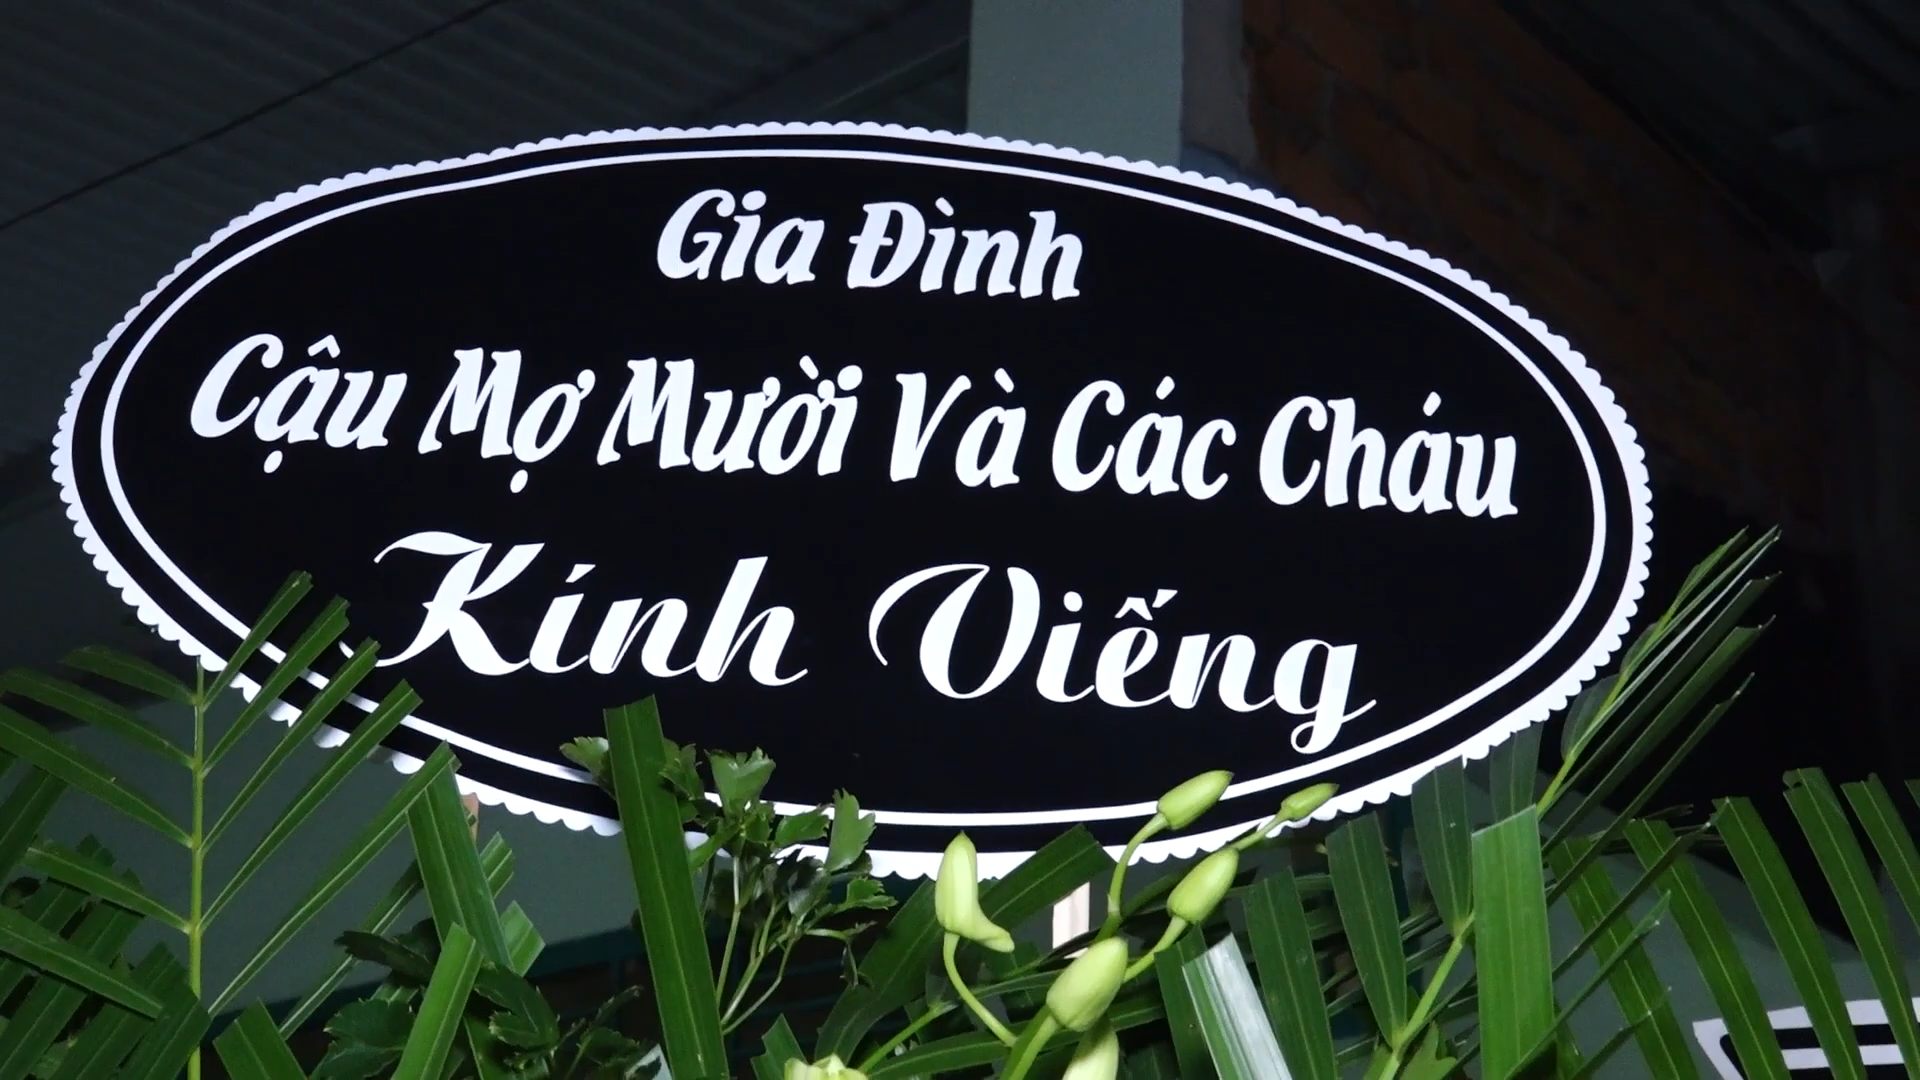 Gia Đình
Cậu Mợ Mười Và Các Cháu
Kính Viếng